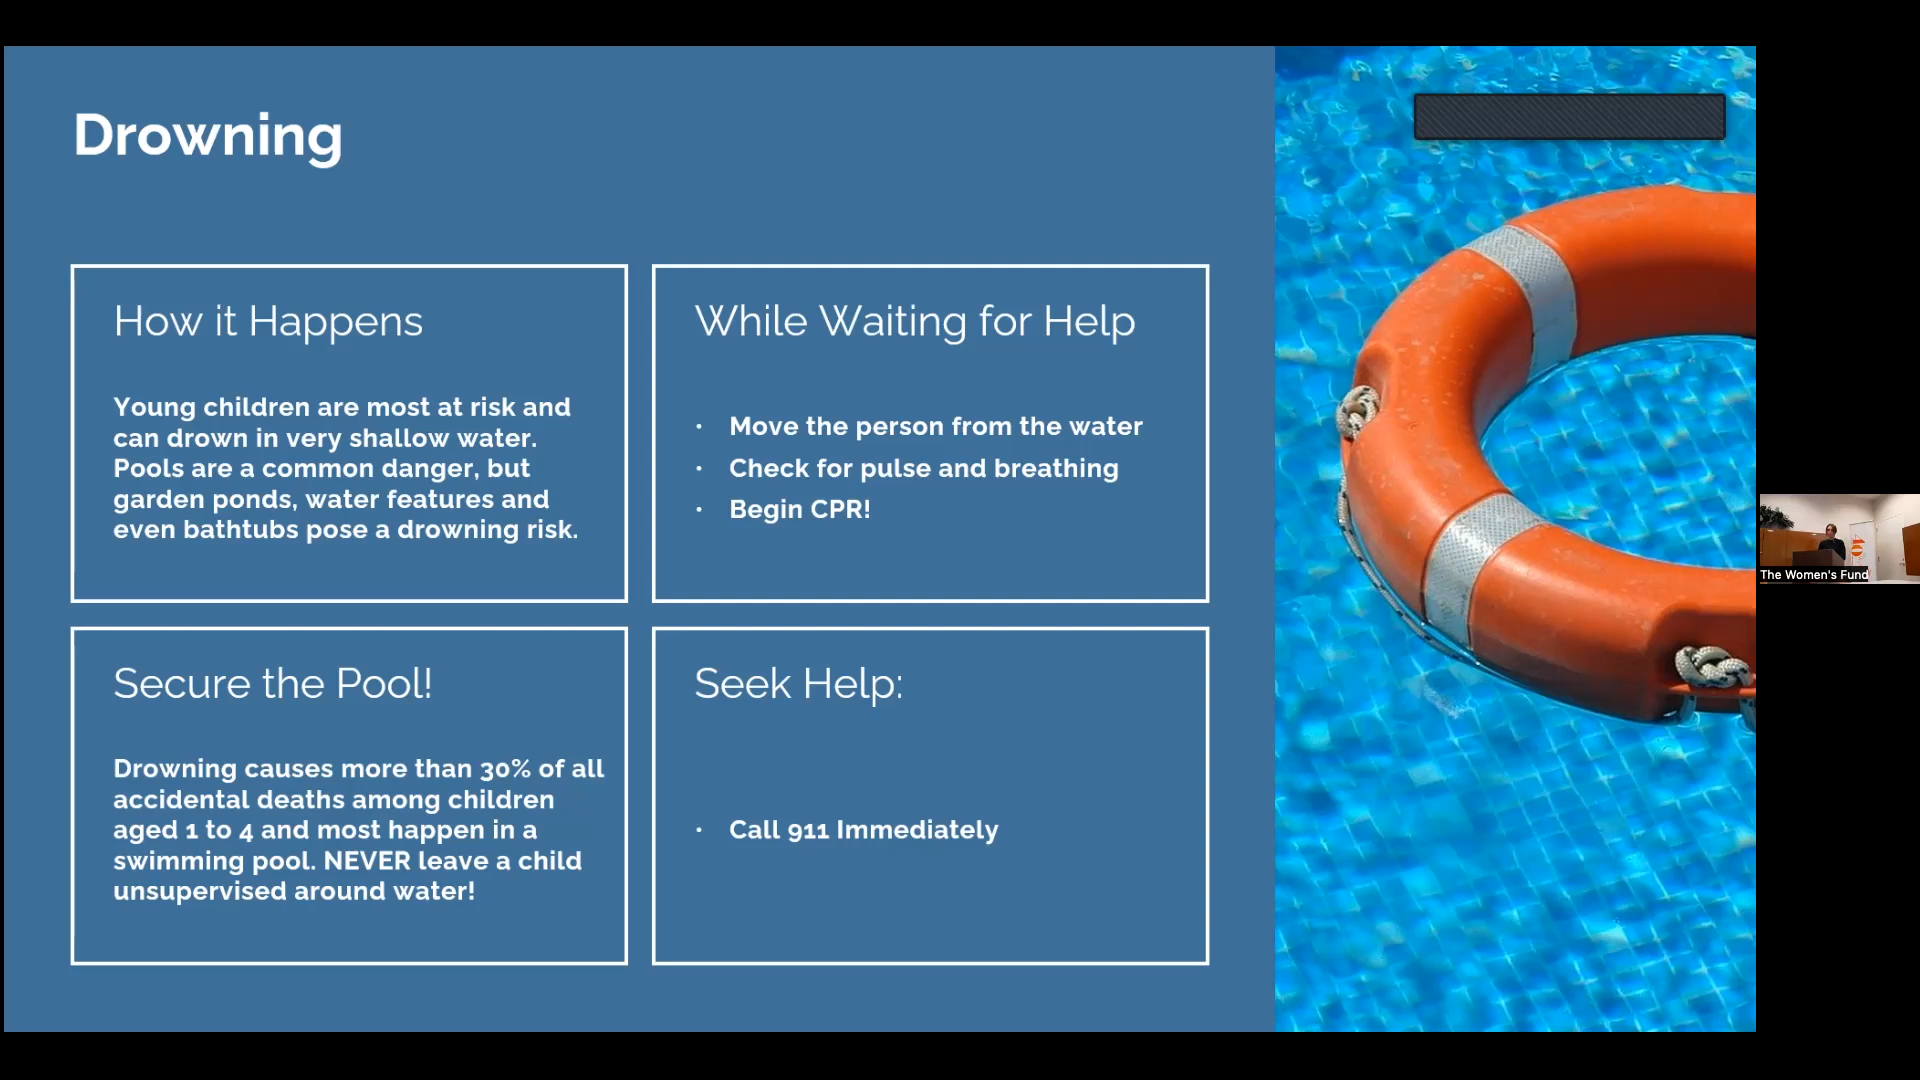 Drowning
How it Happens
Young children are most at risk and
can drown in very shallow water.
Pools are a common danger, but
garden ponds, water features and
even bathtubs pose a drowning risk.
While Waiting for Help
• Move the person from the water
• Check for pulse and breathing
• Begin CPR!
Secure the Pool!
Drowning causes more than 30% of all
accidental deaths among children
aged 1 to 4 and most happen in a
swimming pool. NEVER leave a child
unsupervised around water!
Seek Help:
• Call 911 Immediately
40
The Women's Fund